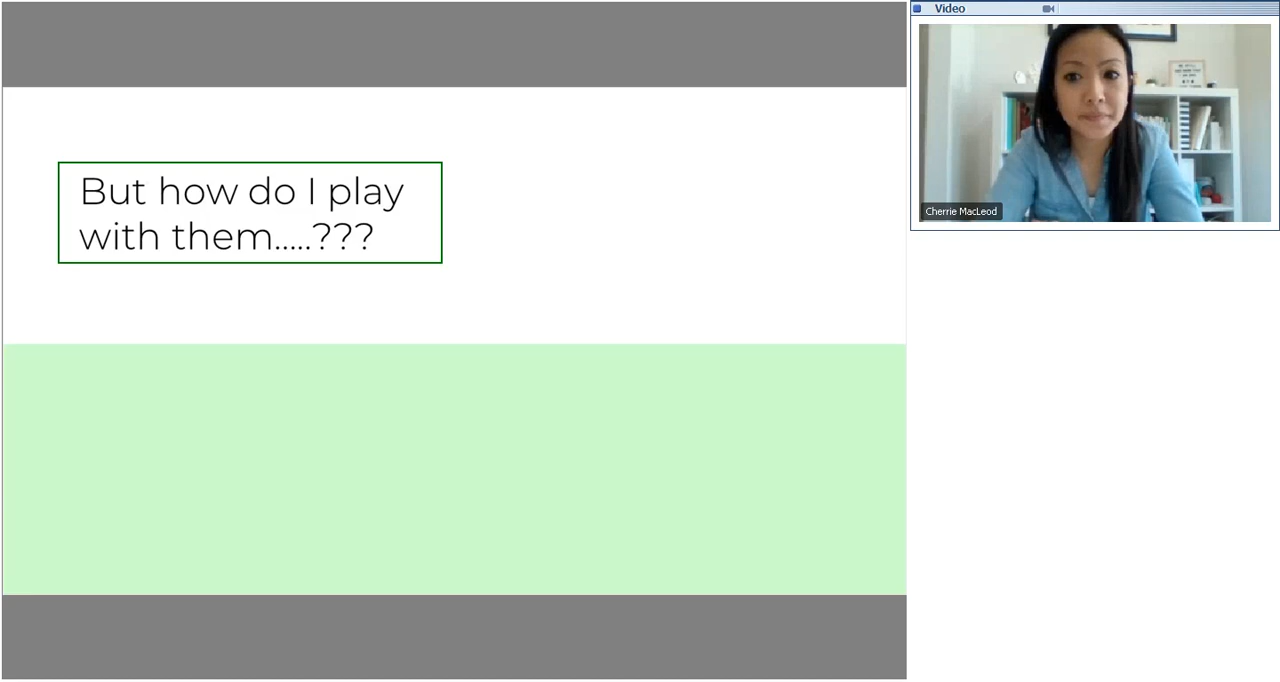 But how do I play
with them.....???
Video
Cherrie MacLeod